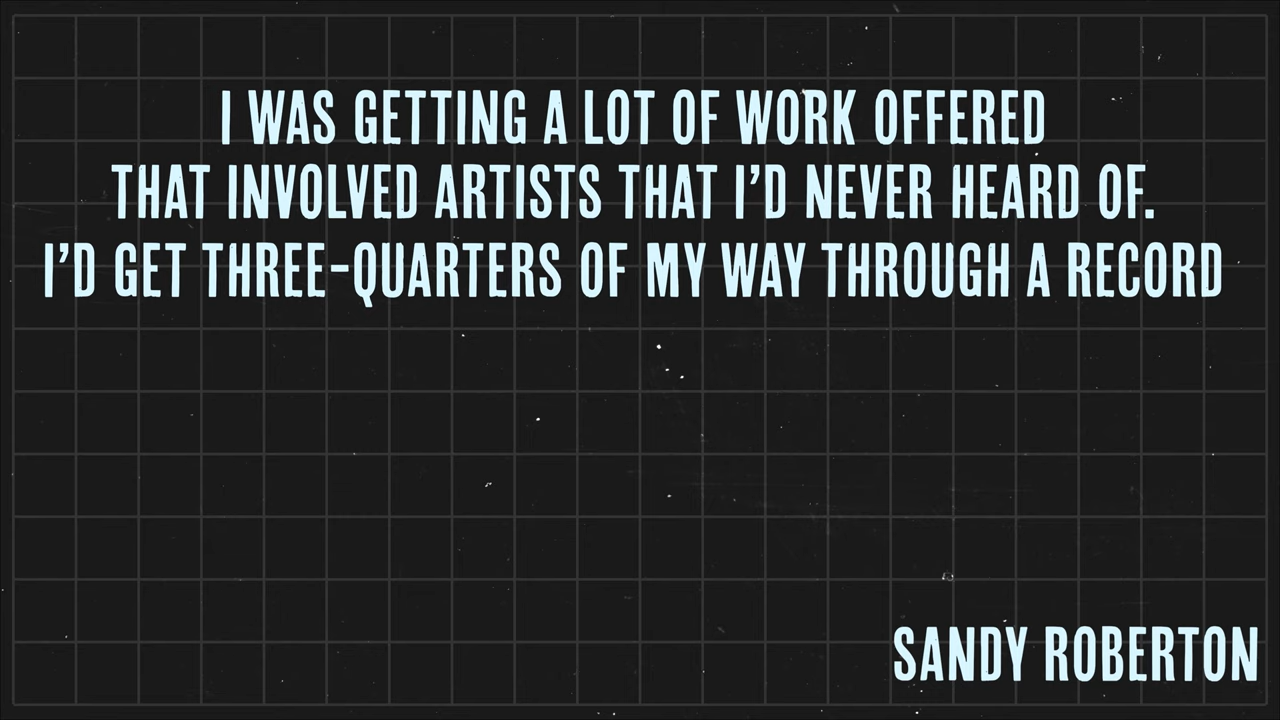 I WAS GETTING A LOT OF WORK OFFERED
THAT INVOLVED ARTISTS THAT I’D NEVER HEARD OF.
I’D GET THREE-QUARTERS OF MY WAY THROUGH A RECORD
SANDY ROBERTON